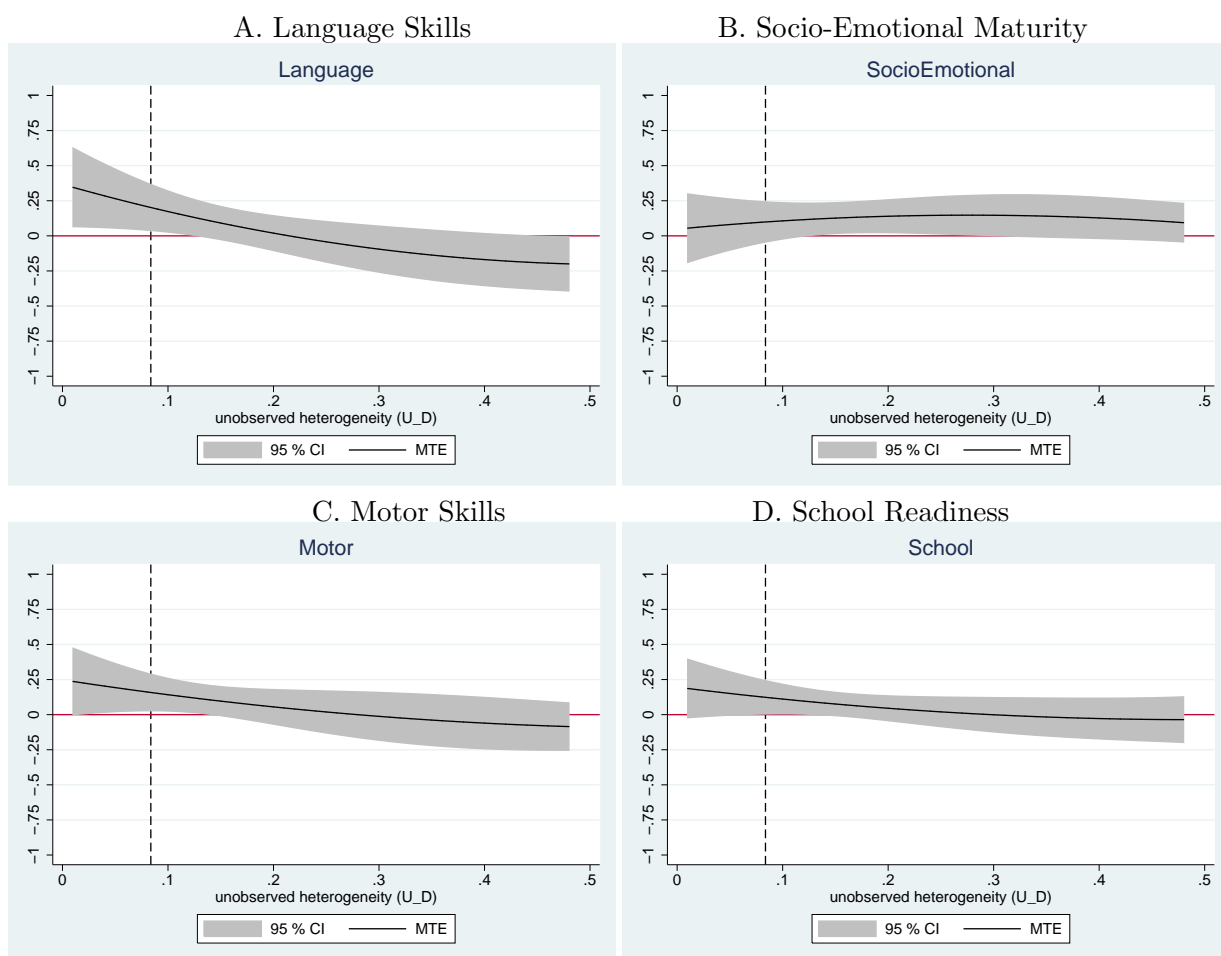 A. Language Skills
Language
1
.75
.5
.25
0
-.25
-.5
-.75
-1
0 .1 .2 .3 .4 .5
unobserved heterogeneity (U_D)
95 % CI MTE
B. Socio-Emotional Maturity
SocioEmotional
1
.75
.5
.25
0
-.25
-.5
-.75
-1
0 .1 .2 .3 .4 .5
unobserved heterogeneity (U_D)
95 % CI MTE
C. Motor Skills
Motor
1
.75
.5
.25
0
-.25
-.5
-.75
-1
0 .1 .2 .3 .4 .5
unobserved heterogeneity (U_D)
95 % CI MTE
D. School Readiness
School
1
.75
.5
.25
0
-.25
-.5
-.75
-1
0 .1 .2 .3 .4 .5
unobserved heterogeneity (U_D)
95 % CI MTE